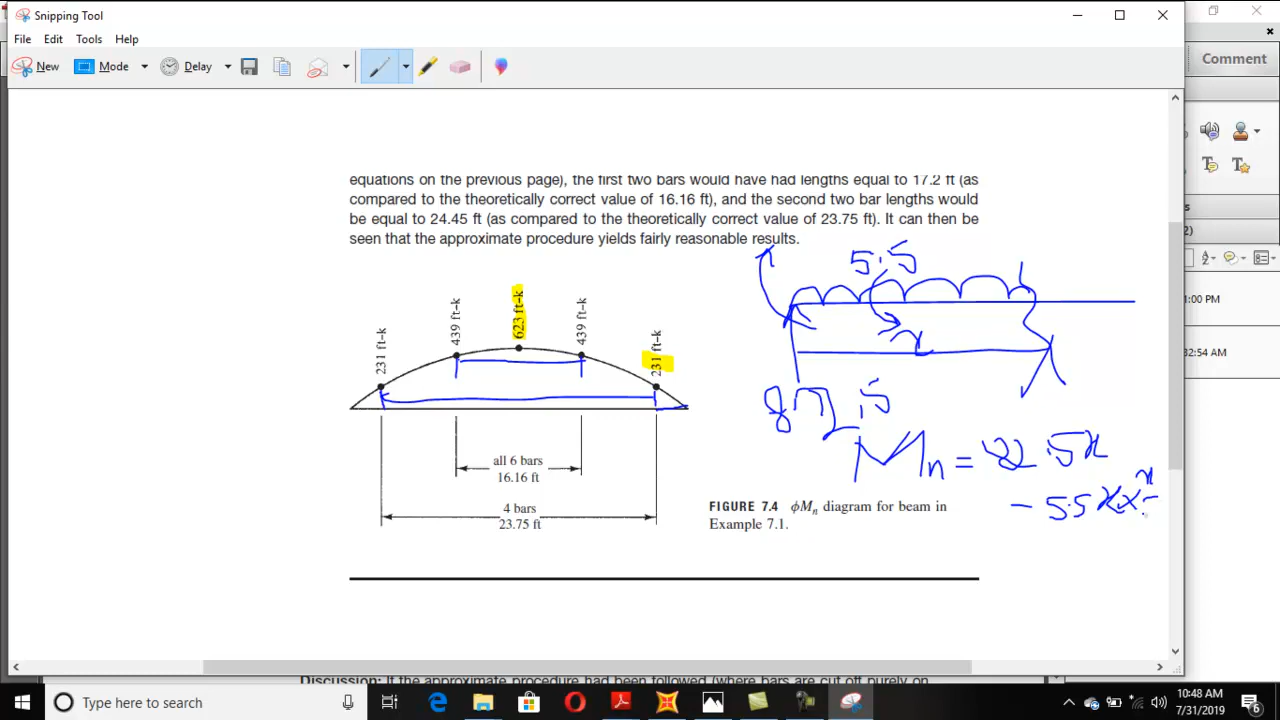 Snipping Tool
File Edit Tools Help
New Mode Delay
Comment
equations on the previous page), the first two bars would have had lengths equal to 17.2 ft (as
compared to the theoretically correct value of 16.16 ft), and the second two bar lengths would
be equal to 24.45 ft (as compared to the theoretically correct value of 23.75 ft). It can then be
seen that the approximate procedure yields fairly reasonable results.
5.5
231 ft–k
439 ft–k
623 ft–k
439 ft–k
231 ft–k
x
Mn =
- 5.5
all 6 bars
16.16 ft
4 bars
23.75 ft
FIGURE 7.4 ϕMn diagram for beam in
Example 7.1.
2)
1:00 PM
32:54 AM
Discussion: If the approximate procedure had been followed (where bars are cut off purely on
Type here to search
10:48 AM
7/31/2019
6